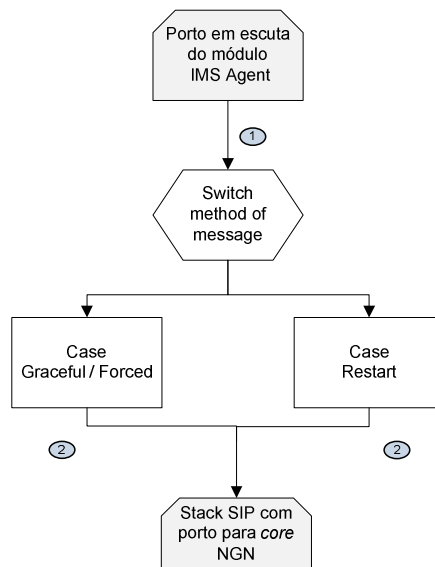 Porto em escuta
do módulo
IMS Agent
1
Switch
method of
message
Case
Graceful / Forced
Case
Restart
2
2
Stack SIP com
porto para core
NGN